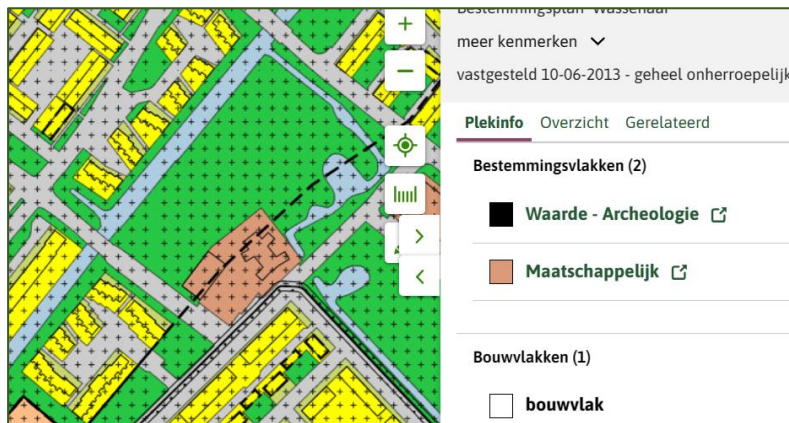 Bestemmingsplan Wassenaar
meer kenmerken
vastgesteld 10-06-2013 - geheel onherroepelijk
Plekinfo Overzicht Gerelateerd
Bestemmingsvlakken (2)
Waarde - Archeologie
Maatschappelijk
Bouwvlakken (1)
bouwvlak